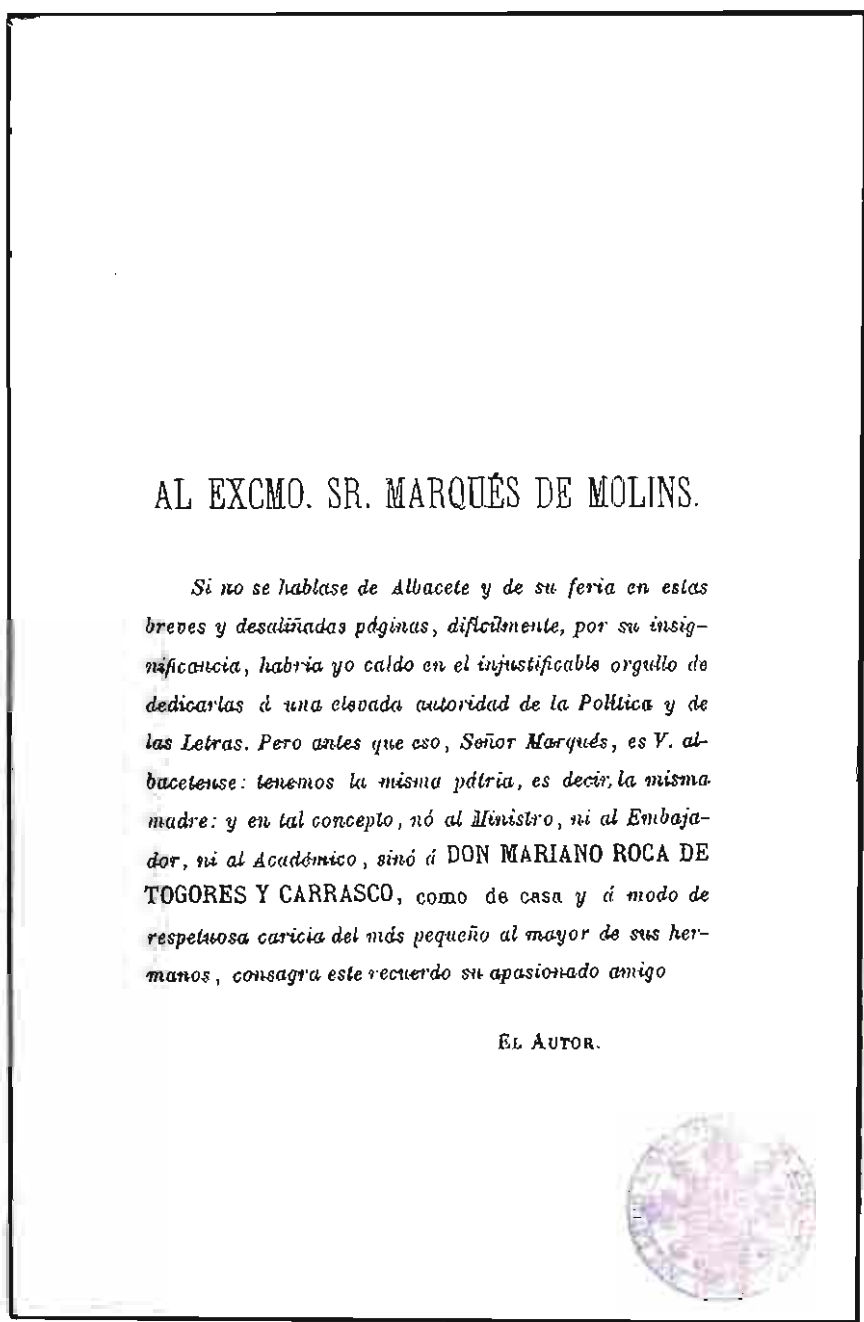 AL EXCMO. SR. MARQUÉS DE MOLINS.
Si no se hablase de Albacete y de su feria en estas
breves y desaliñadas páginas, difícilmente, por su insig-
nificancia, habria yo caido en el injustificable orgullo de
dedicarlas á una elevada autoridad de la Política y de
las Letras. Pero antes que eso, Señor Marqués, es V. al-
bacetense: tenemos la misma pátria, es decir, la misma
madre: y en tal concepto, nó al Ministro, ni al Embaja-
dor, ni al Académico, sinó á DON MARIANO ROCA DE
TOGORES Y CARRASCO, como de casa y á modo de
respetuosa caricia del más pequeño al mayor de sus her-
manos, consagra este recuerdo su apasionado amigo
EL AUTOR.